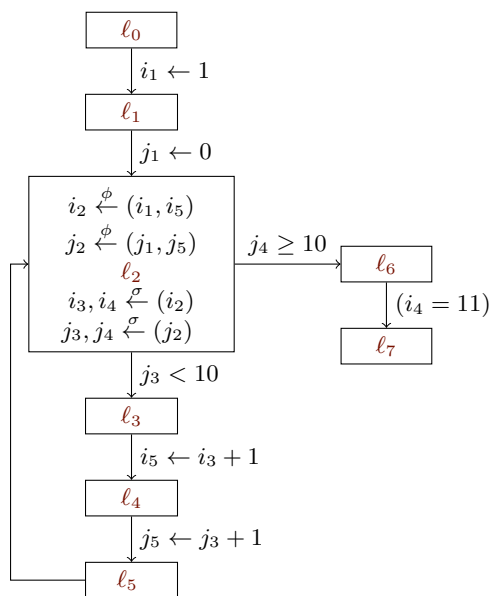 ℓ₀
i₁ ← 1
ℓ₁
j₁ ← 0
i₂ ←ϕ (i₁, i₅)
j₂ ←ϕ (j₁, j₅)
ℓ₂
i₃, i₄ ←σ (i₂)
j₃, j₄ ←σ (j₂)
j₄ ≥ 10
ℓ₆
(i₄ = 11)
ℓ₇
j₃ < 10
ℓ₃
i₅ ← i₃ + 1
ℓ₄
j₅ ← j₃ + 1
ℓ₅